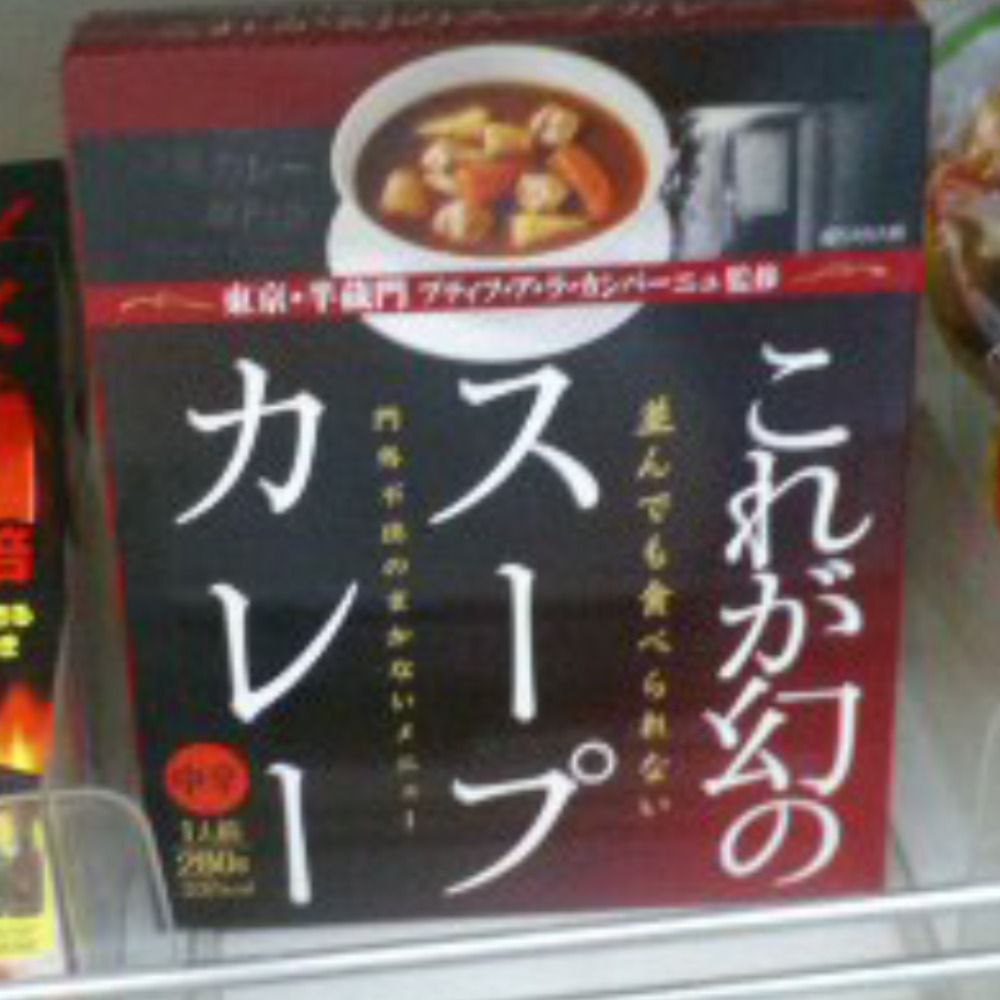 東京・半蔵門 プティフ・ア・ラ・カンパーニュ監修
これが幻の
並んでも食べられない
スープ
門外不出のまかないメニュー
カレー
中辛
1人前
280g